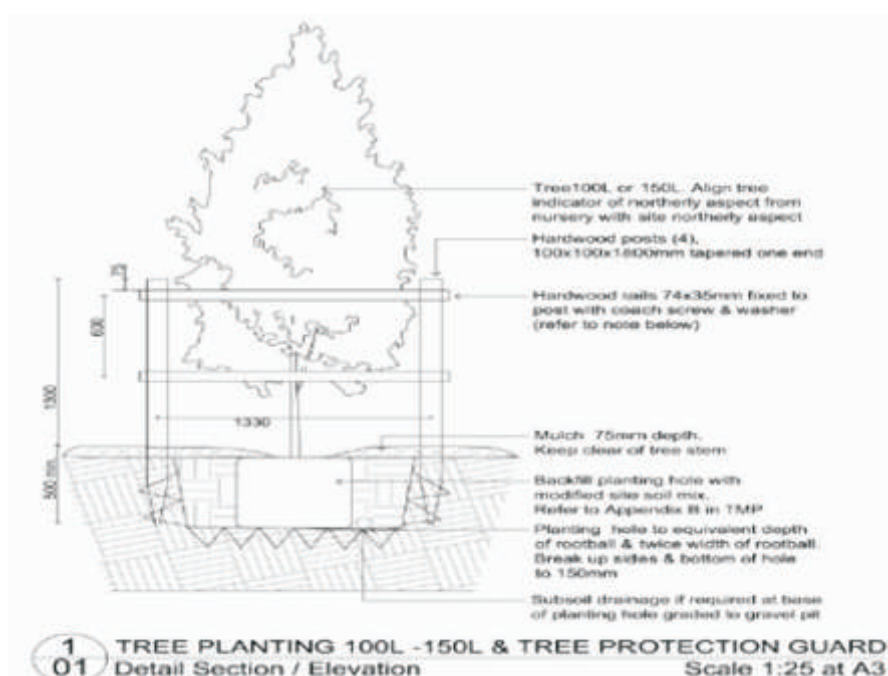 Tree100L or 150L. Align tree
indicator of northerly aspect from
nursery with site northerly aspect
Hardwood posts (4),
100x100x1800mm tapered one end
75
Hardwood rails 74x35mm fixed to
post with coach screw & washer
(refer to note below)
600
1300
1330
Mulch 75mm depth.
Keep clear of tree stem
500 min.
Backfill planting hole with
modified site soil mix.
Refer to Appendix B in TMP
Planting hole to equivalent depth
of rootball & twice width of rootball.
Break up sides & bottom of hole
to 150mm
Subsoil drainage if required at base
of planting hole graded to gravel pit
1
01
TREE PLANTING 100L -150L & TREE PROTECTION GUARD
Detail Section / Elevation Scale 1:25 at A3